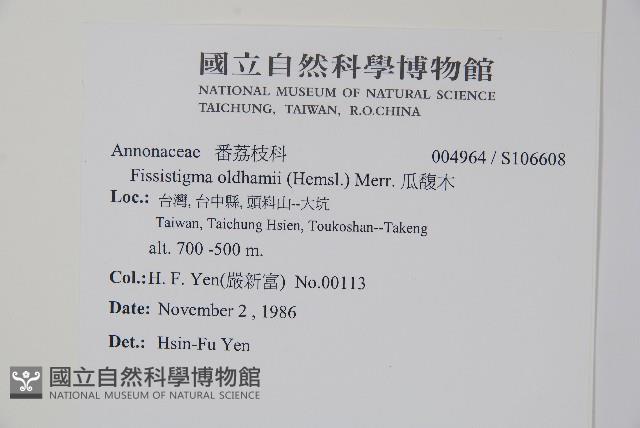 國立自然科學博物館
NATIONAL MUSEUM OF NATURAL SCIENCE
TAICHUNG, TAIWAN, R.O.CHINA
Annonaceae 番荔枝科 004964 / S106608
Fissistigma oldhamii (Hemsl.) Merr. 瓜馥木
Loc.: 台灣, 台中縣, 頭料山--大坑
Taiwan, Taichung Hsien, Toukoshan--Takeng
alt. 700 -500 m.
Col.:H. F. Yen(嚴新富) No.00113
Date: November 2 , 1986
Det.: Hsin-Fu Yen
國立自然科學博物館
NATIONAL MUSEUM OF NATURAL SCIENCE